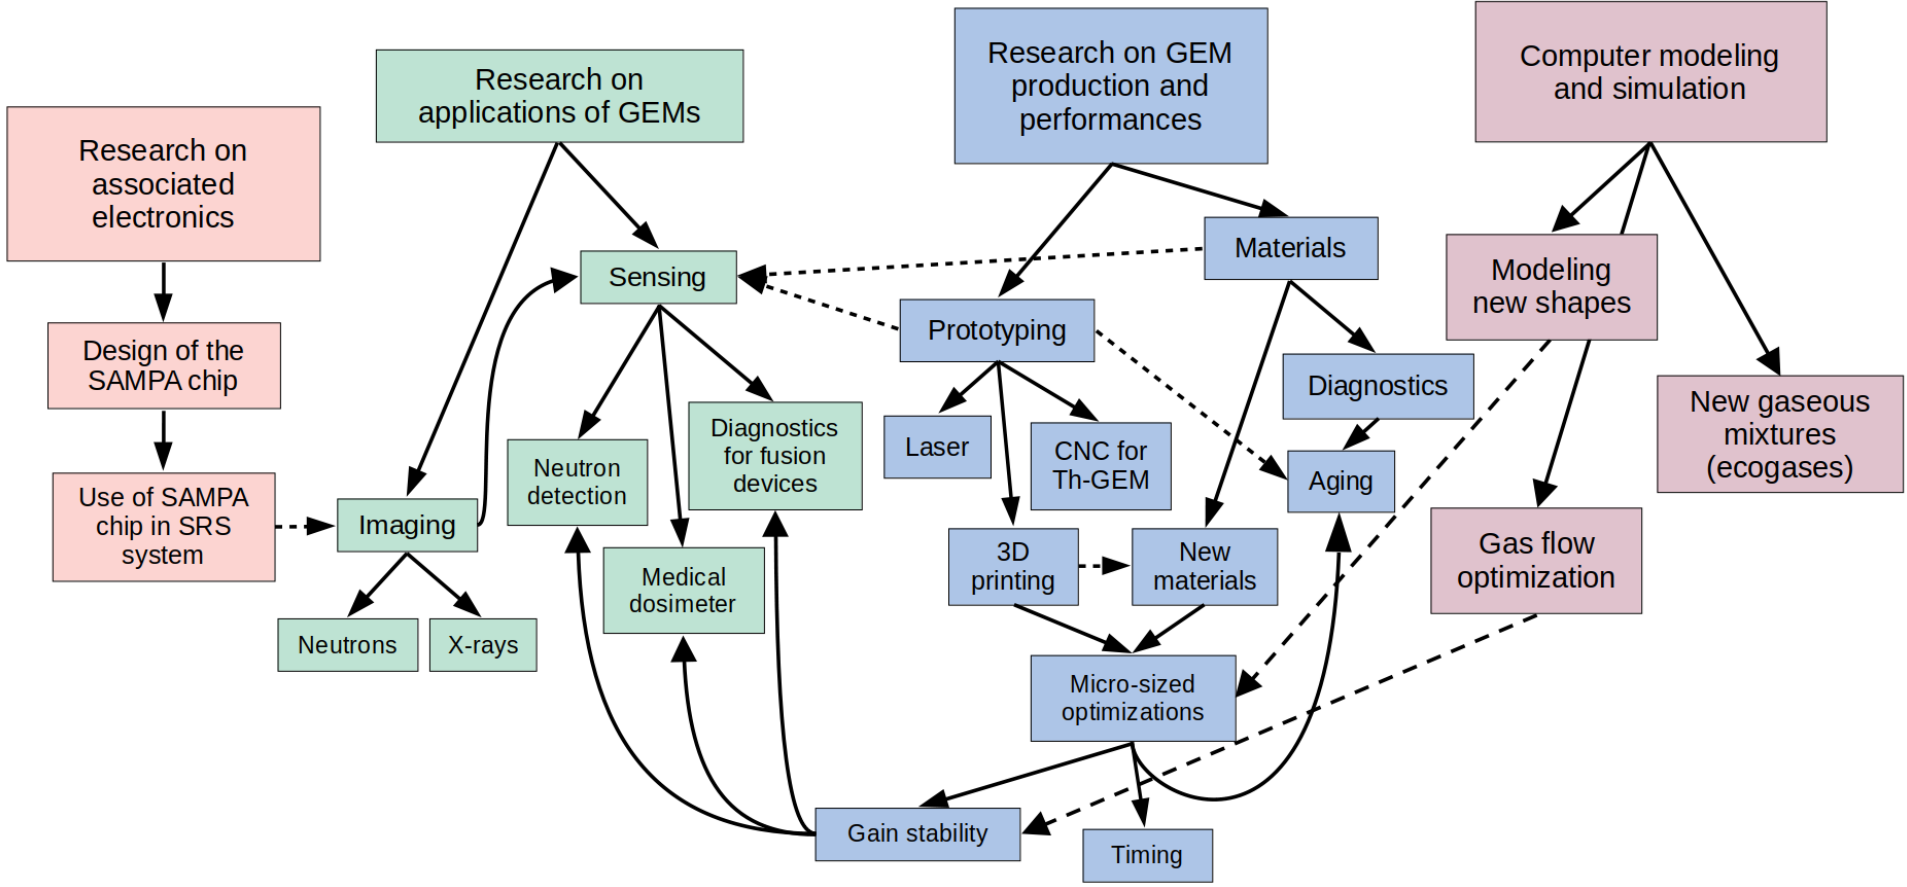 Research on
associated
electronics
Design of the
SAMPA chip
Use of SAMPA
chip in SRS
system
Research on
applications of GEMs
Sensing
Imaging
Neutrons
X-rays
Neutron
detection
Medical
dosimeter
Diagnostics
for fusion
devices
Research on GEM
production and
performances
Materials
Prototyping
Diagnostics
Laser
CNC for
Th-GEM
Aging
3D
printing
New
materials
Micro-sized
optimizations
Gain stability
Timing
Computer modeling
and simulation
Modeling
new shapes
New gaseous
mixtures
(ecogases)
Gas flow
optimization